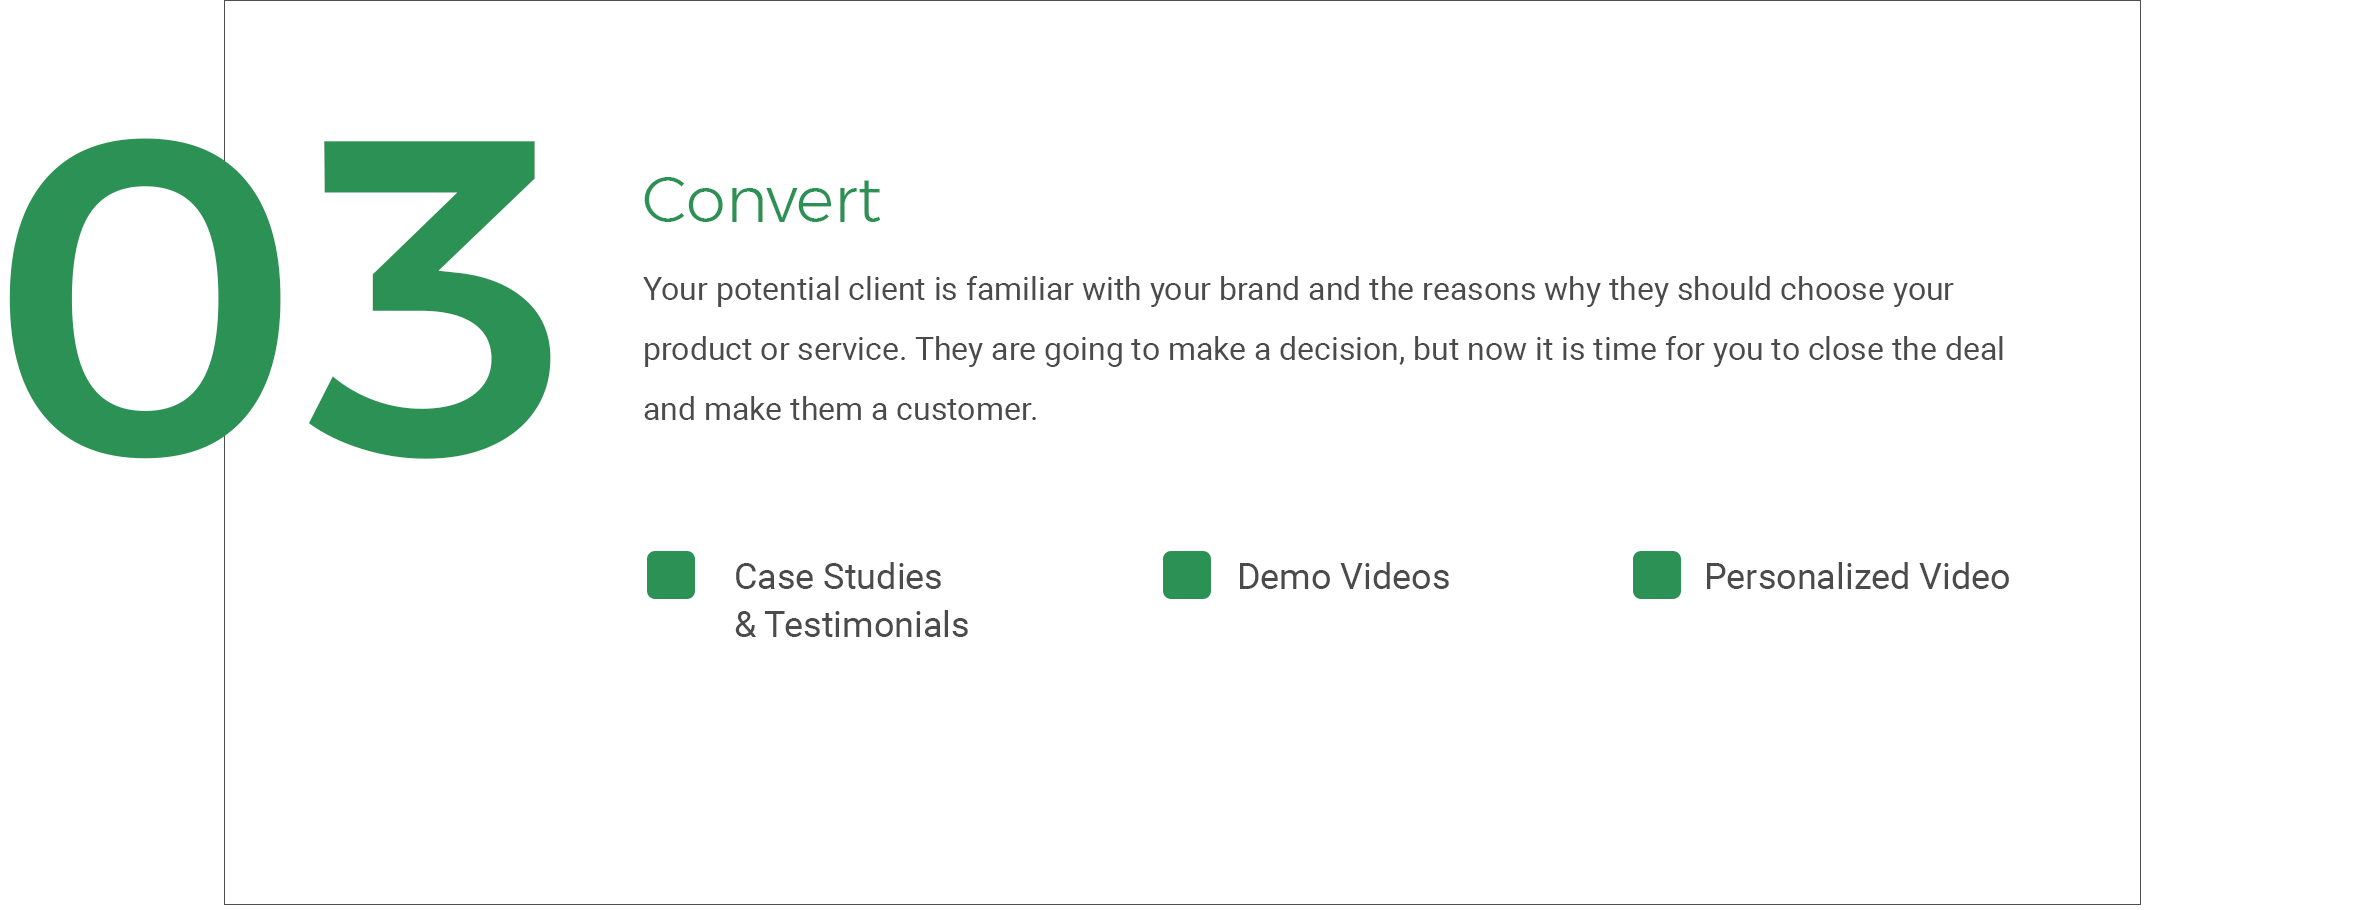 03
Convert
Your potential client is familiar with your brand and the reasons why they should choose your
product or service. They are going to make a decision, but now it is time for you to close the deal
and make them a customer.
Case Studies
& Testimonials
Demo Videos
Personalized Video